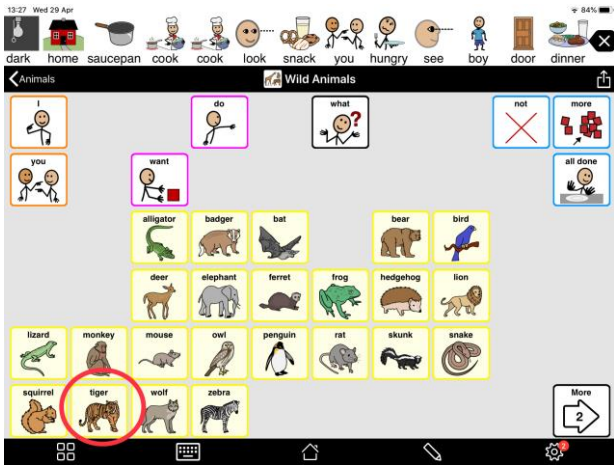 13:27 Wed 29 Apr 84%
dark home saucepan cook cook look snack you hungry see boy door dinner
Animals Wild Animals
I do what not more
you want all done
alligator badger bat bear bird
deer elephant ferret frog hedgehog lion
lizard monkey mouse owl penguin rat skunk snake
squirrel tiger wolf zebra More
2
2